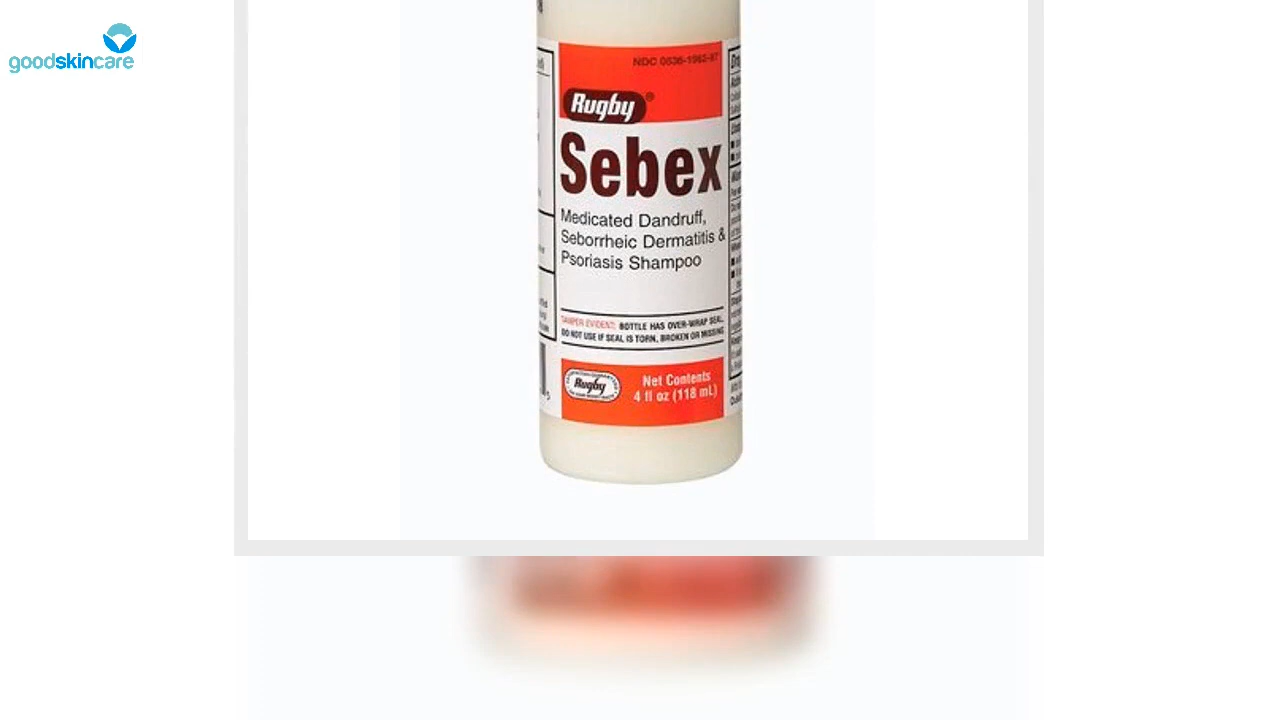 goodskincare
NDC 0536-1962-97
Rugby®
Sebex
Medicated Dandruff,
Seborrheic Dermatitis &
Psoriasis Shampoo
TAMPER EVIDENT: BOTTLE HAS OVER-WRAP SEAL,
DO NOT USE IF SEAL IS TORN, BROKEN OR MISSING
Rugby
Net Contents
4 fl oz (118 mL)